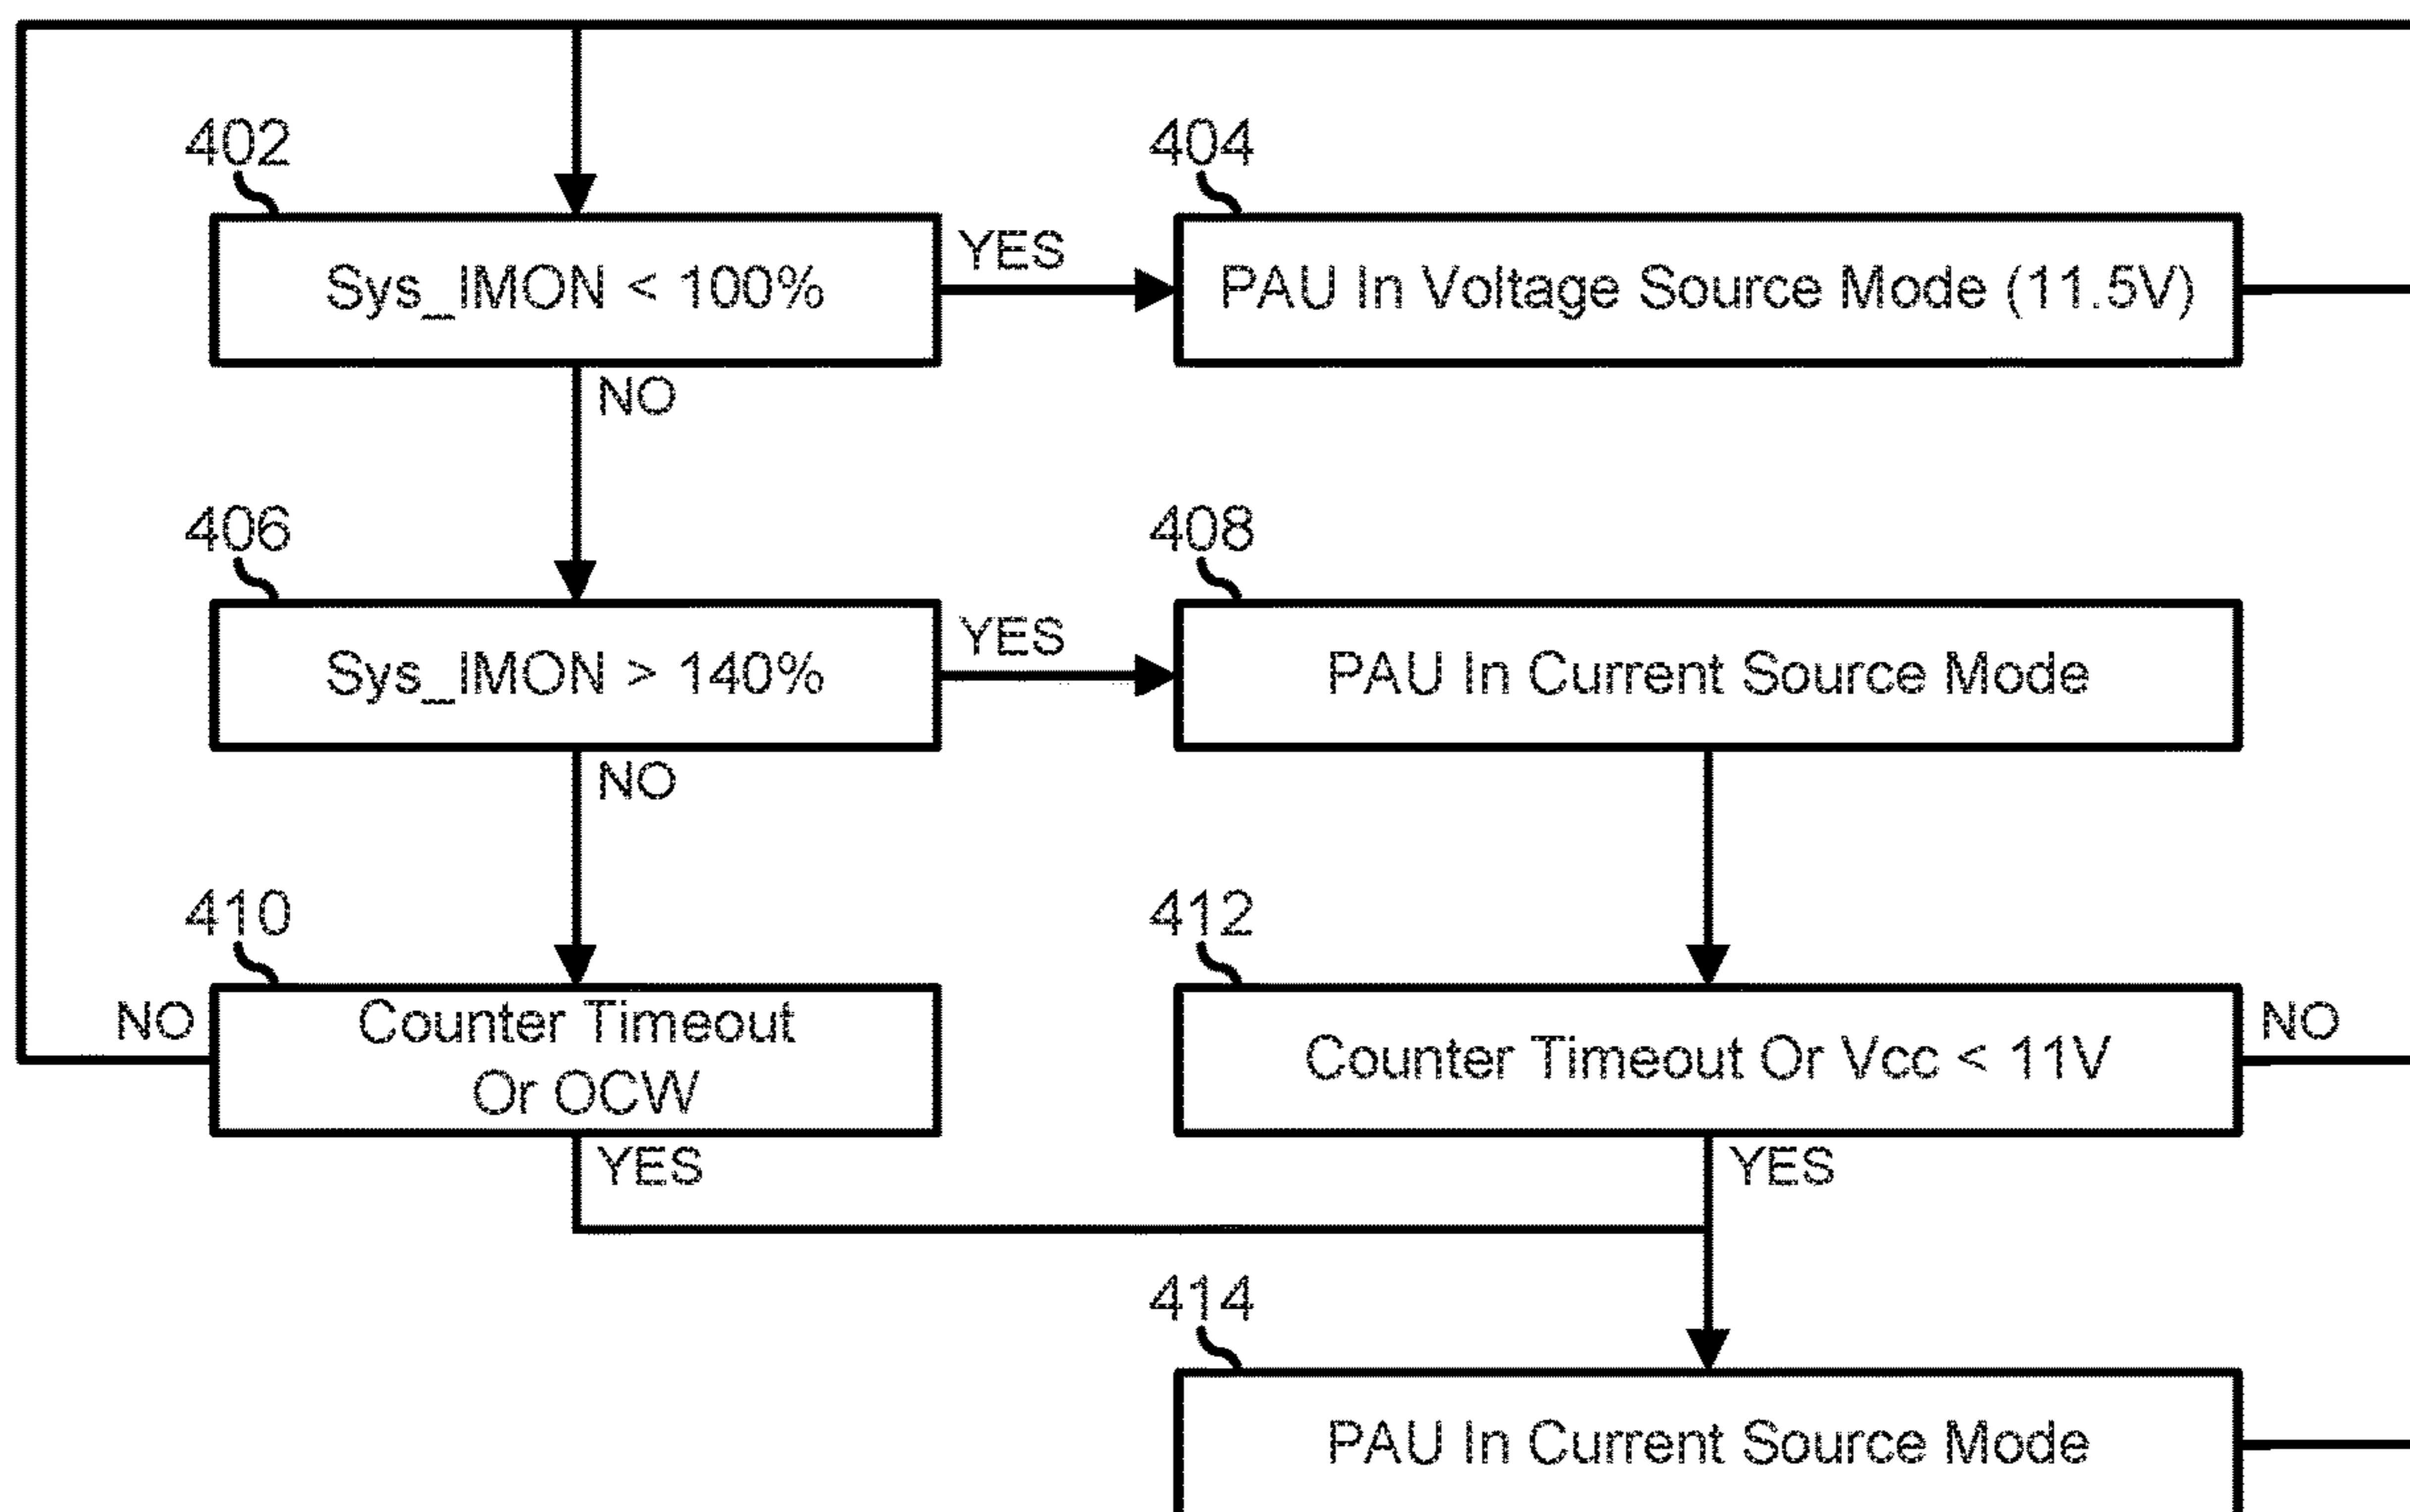 402
404
Sys_IMON < 100%
YES
PAU In Voltage Source Mode (11.5V)
NO
406
408
Sys_IMON > 140%
YES
PAU In Current Source Mode
NO
410
412
NO
Counter Timeout
Or OCW
Counter Timeout Or Vcc < 11V
NO
YES
YES
414
PAU In Current Source Mode